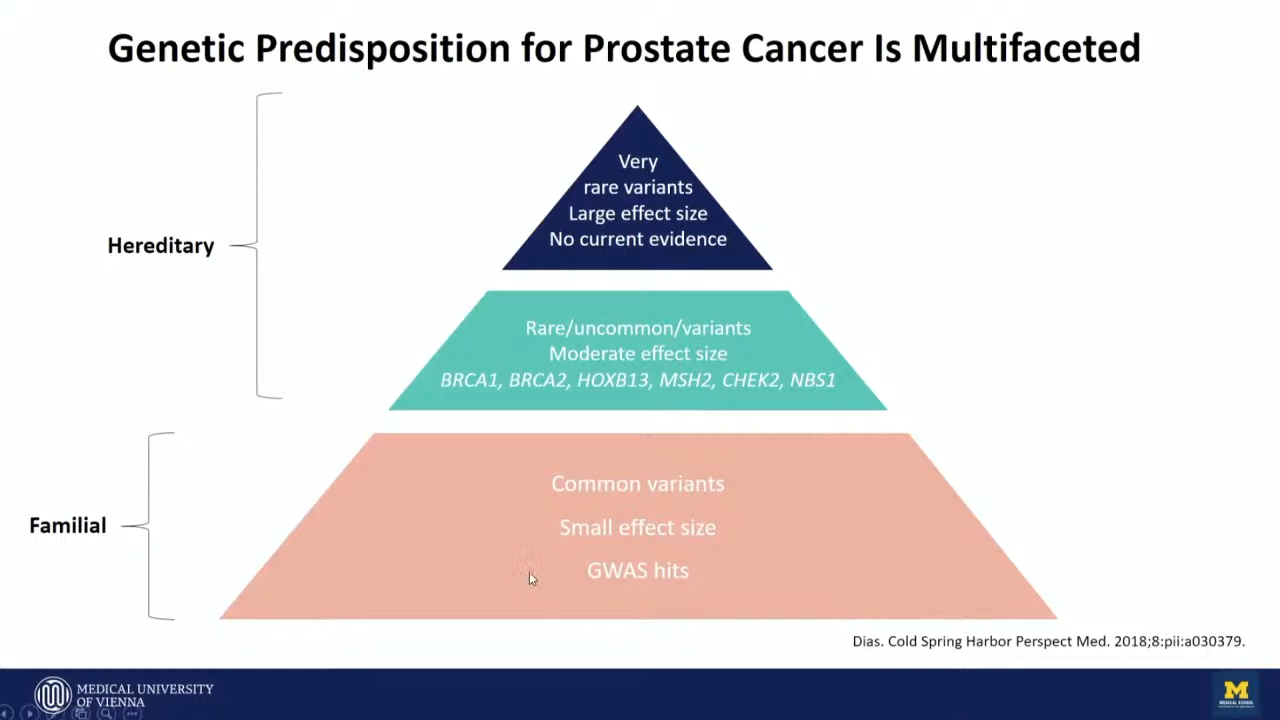 Genetic Predisposition for Prostate Cancer Is Multifaceted
Hereditary
Very
rare variants
Large effect size
No current evidence
Rare/uncommon/variants
Moderate effect size
BRCA1, BRCA2, HOXB13, MSH2, CHEK2, NBS1
Familial
Common variants
Small effect size
GWAS hits
Dias. Cold Spring Harbor Perspect Med. 2018;8:pii:a030379.
MEDICAL UNIVERSITY
OF VIENNA
M
MEDICAL SCHOOL